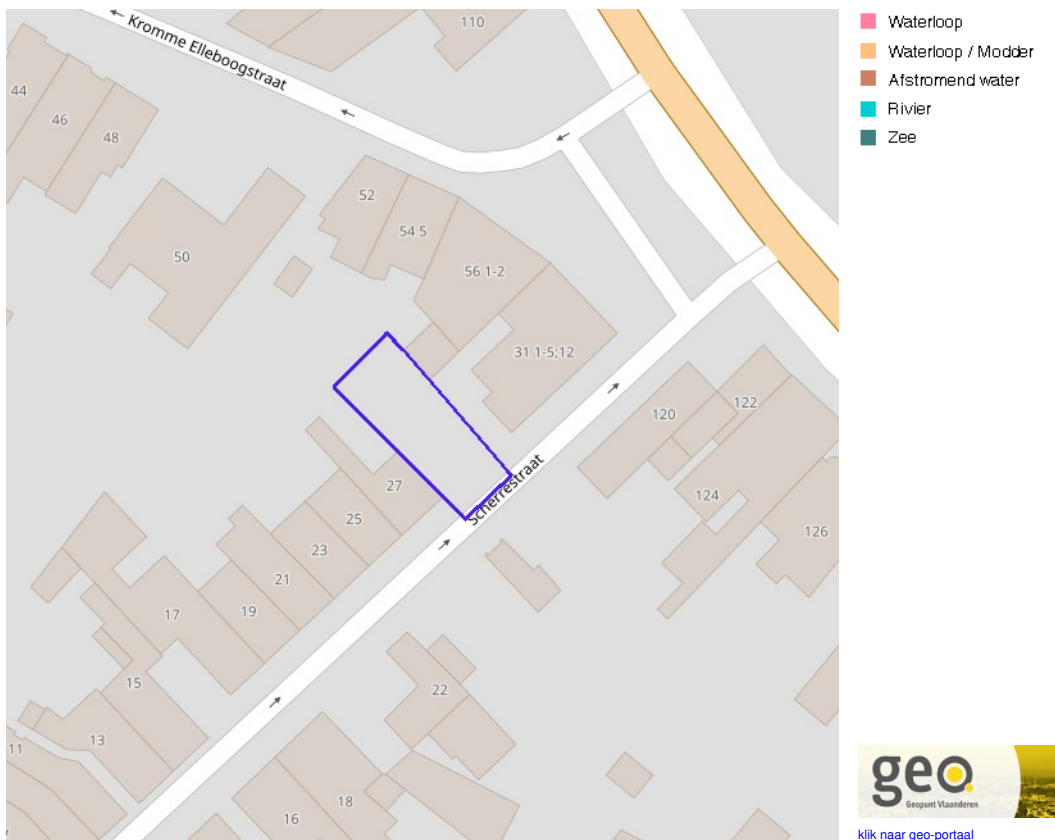 110
Kromme Elleboogstraat
44
46
48
52
54 5
50
56 1-2
31 1-5;12
120
122
27
124
25
126
23
21
19
17
Scherrestraat
15
22
13
11
18
16
Waterloop
Waterloop / Modder
Afstromend water
Rivier
Zee
geo
Geopunt Vlaanderen
klik naar geo-portaal